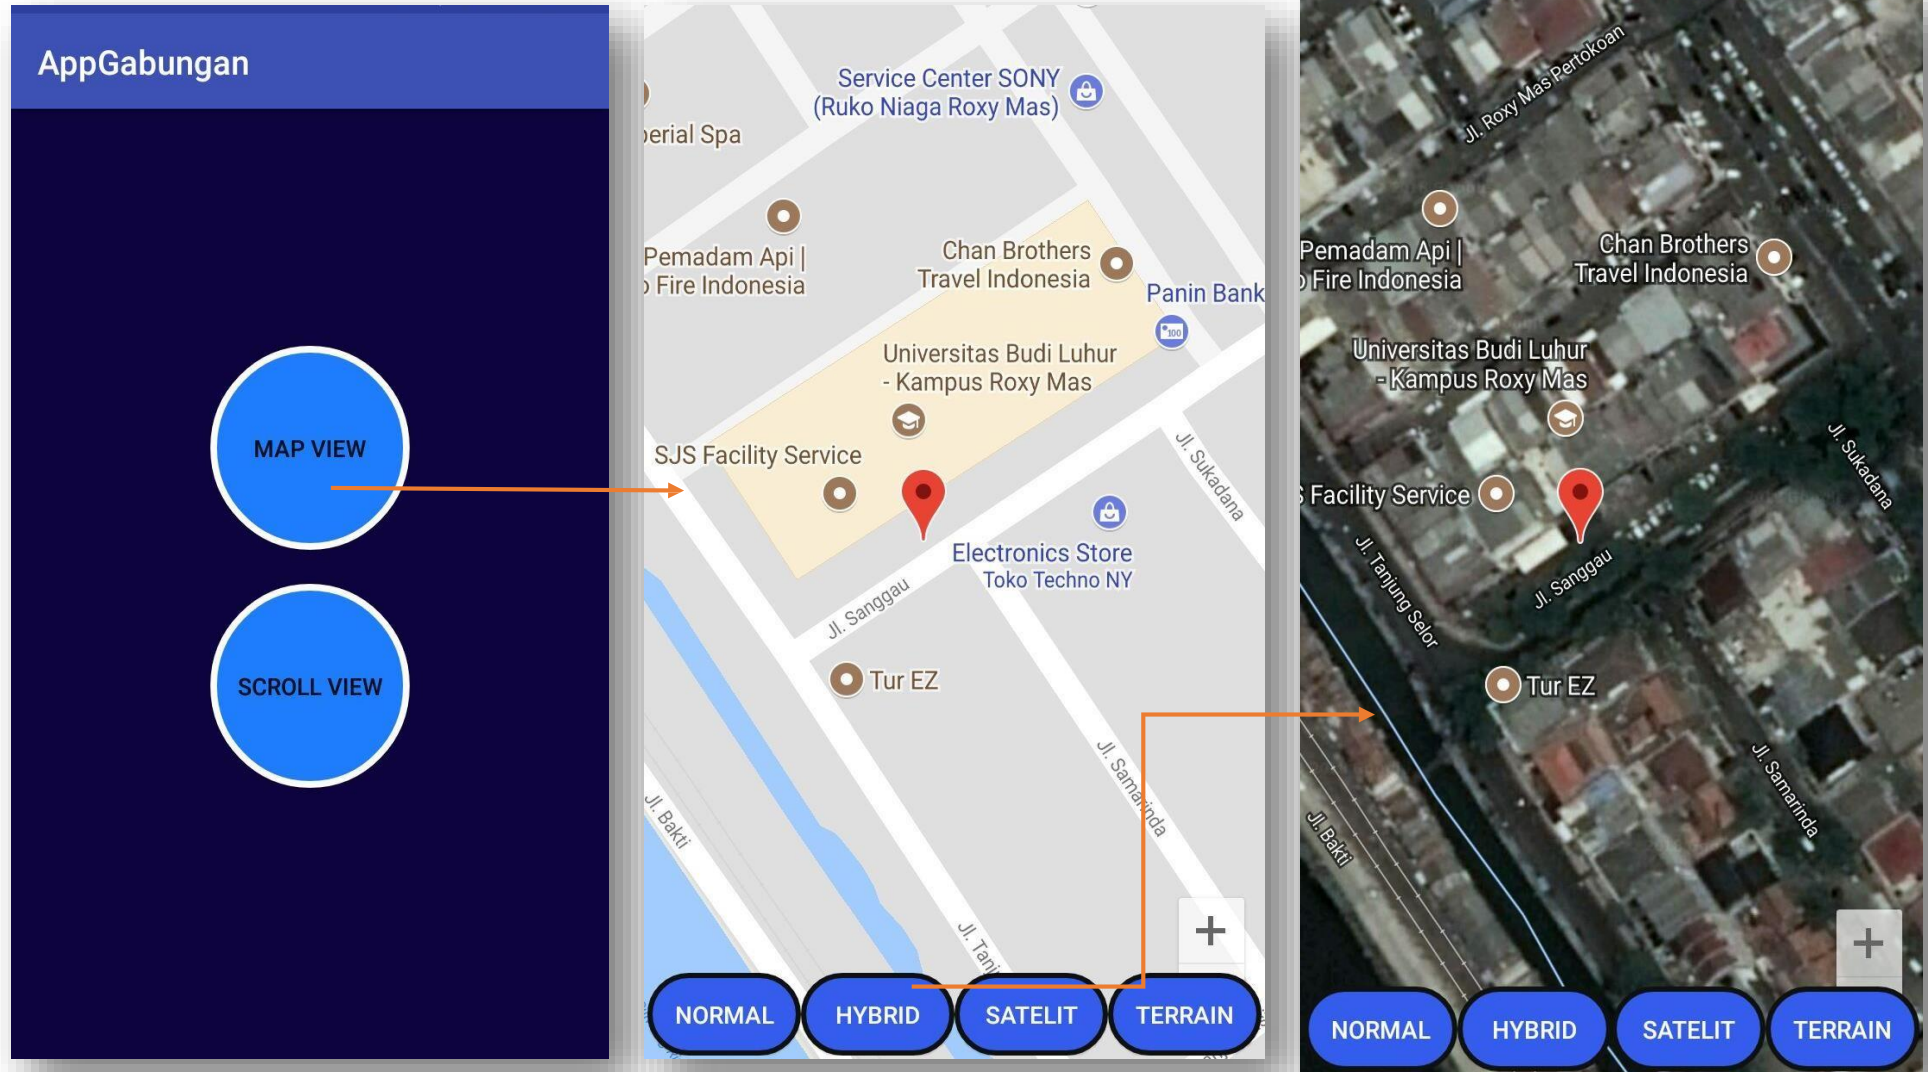 AppGabungan
MAP VIEW
SCROLL VIEW
Service Center SONY
(Ruko Niaga Roxy Mas)
perial Spa
Pemadam Api |
Fire Indonesia
Chan Brothers
Travel Indonesia
Panin Bank
100
Universitas Budi Luhur
- Kampus Roxy Mas
SJS Facility Service
Electronics Store
Toko Techno NY
Jl. Sukadana
Jl. Sanggau
Tur EZ
Jl. Samarinda
Jl. Bakti
Jl. Tanj
NORMAL
HYBRID
SATELIT
TERRAIN
Jl. Roxy Mas Pertokoan
Pemadam Api |
Fire Indonesia
Chan Brothers
Travel Indonesia
Universitas Budi Luhur
- Kampus Roxy Mas
Jl. Sukadana
Facility Service
Jl. Tanjung Selor
Jl. Sanggau
Tur EZ
Jl. Samarinda
Jl. Bakti
NORMAL
HYBRID
SATELIT
TERRAIN